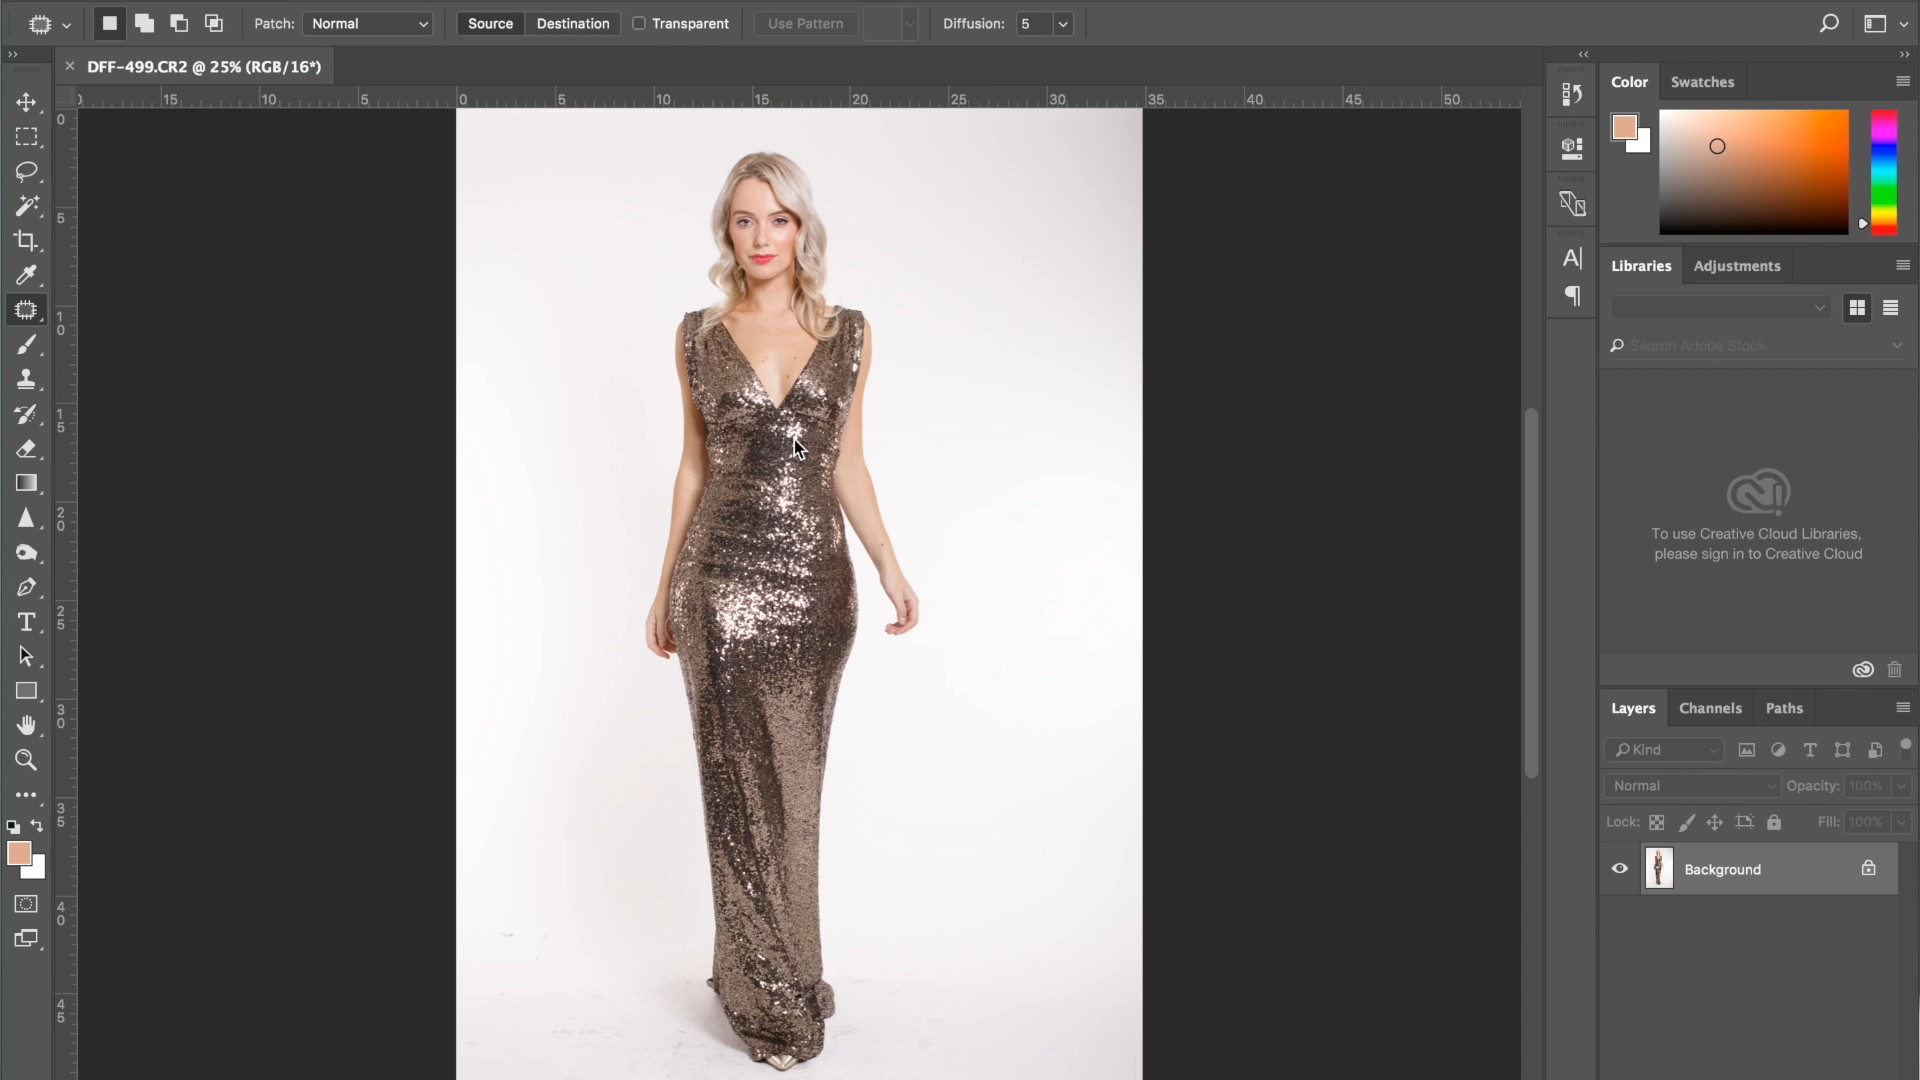 Patch: Normal Source Destination Transparent Use Pattern Diffusion: 5
DFF-499.CR2 @ 25% (RGB/16*)
15 10 5 0 5 10 15 20 25 30 35 40 45 50
0
5
10
15
20
25
30
35
40
45
T
Color Swatches
A
Libraries Adjustments
Search Adobe Stock
To use Creative Cloud Libraries,
please sign in to Creative Cloud
Layers Channels Paths
Kind T
Normal Opacity: 100%
Lock: Fill: 100%
Background